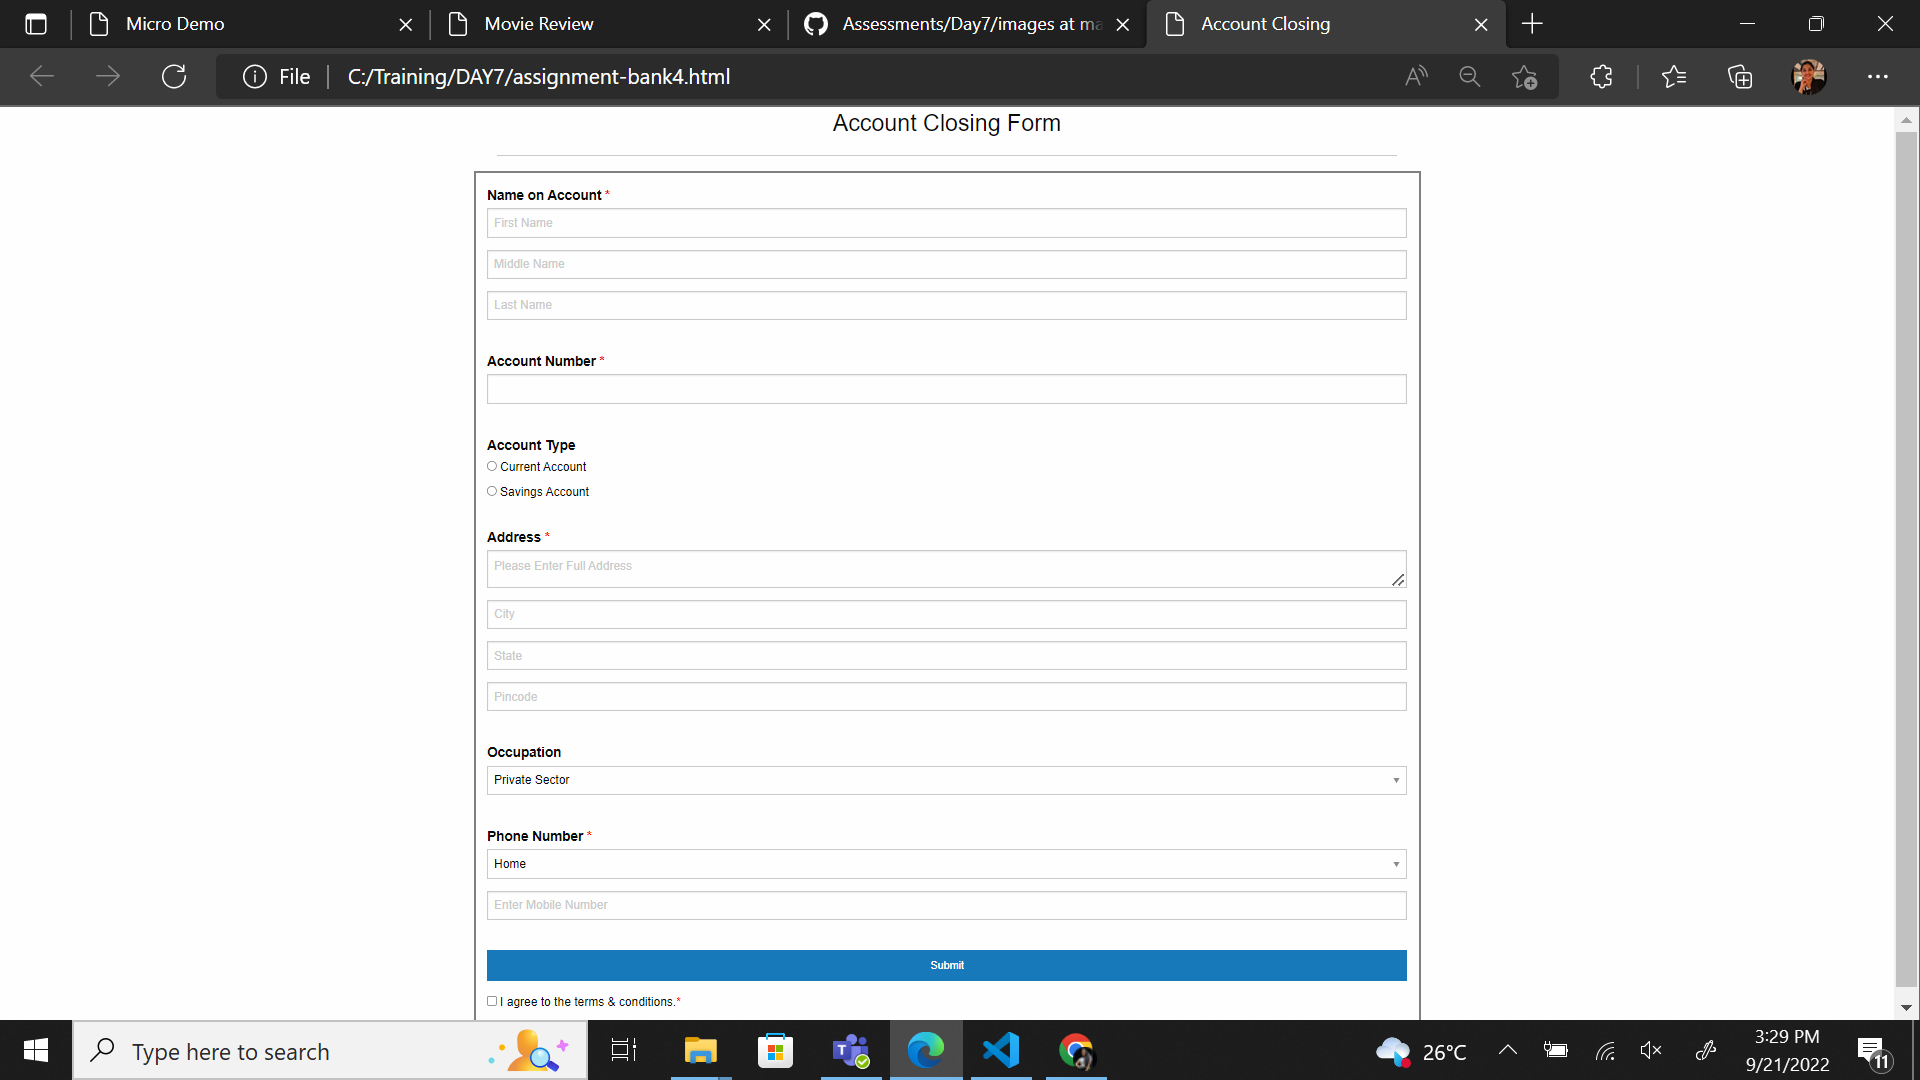 Micro Demo
Movie Review
Assessments/Day7/images at ma
Account Closing
File
C:/Training/DAY7/assignment-bank4.html
Account Closing Form
Name on Account *
First Name
Middle Name
Last Name
Account Number *
Account Type
Current Account
Savings Account
Address *
Please Enter Full Address
City
State
Pincode
Occupation
Private Sector
Phone Number *
Home
Enter Mobile Number
Submit
I agree to the terms & conditions.*
Type here to search
26°C
3:29 PM
9/21/2022
11